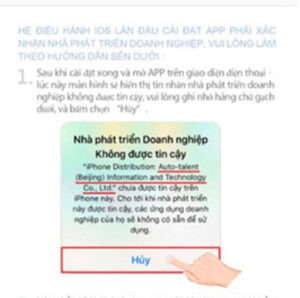 HỆ ĐIỀU HÀNH IOS LẦN ĐẦU CÀI ĐẶT APP PHẢI XÁC
NHẬN NHÀ PHÁT TRIỂN DOANH NGHIỆP, VUI LÒNG LÀM
THEO HƯỚNG DẪN BÊN DƯỚI :
1. Sau khi cài đặt xong và mở APP trên giao diện điện thoại
lúc này màn hình sẽ hiển thị tin nhắn nhà phát triển doanh
nghiệp không được tin cậy, vui lòng ghi nhớ hàng chữ gạch
dưới, và bấm chọn "Hủy".
Nhà phát triển Doanh nghiệp
Không được tin cậy
"iPhone Distribution: Auto-talent
(Beijing) Information and Technology
Co., Ltd." chưa được tin cậy trên
iPhone này. Cho tới khi nhà phát triển
này được tin cậy, các ứng dụng doanh
nghiệp của họ sẽ không có sẵn để sử
dụng.
Hủy